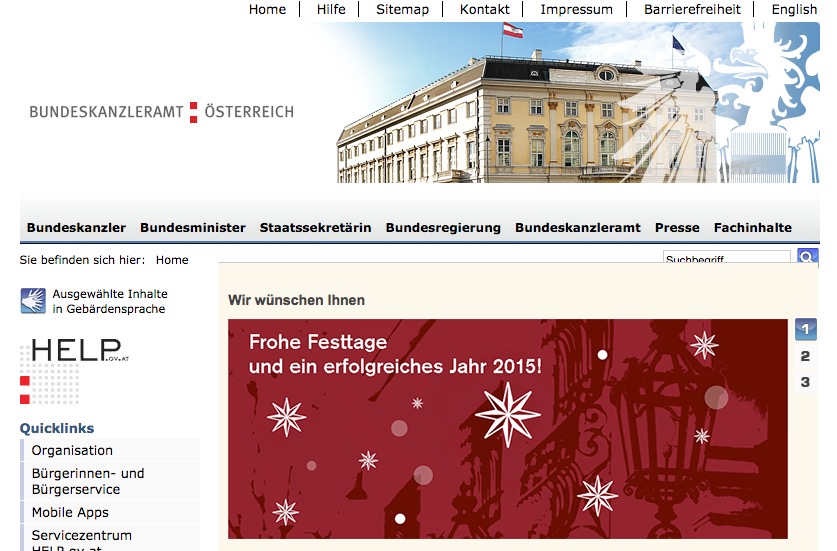 Home | Hilfe | Sitemap | Kontakt | Impressum | Barrierefreiheit | English
BUNDESKANZLERAMT ÖSTERREICH
Bundeskanzler Bundesminister Staatssekretärin Bundesregierung Bundeskanzleramt Presse Fachinhalte
Sie befinden sich hier: Home
Suchbegriff
Ausgewählte Inhalte
in Gebärdensprache
HELP.GV.AT
Quicklinks
Organisation
Bürgerinnen- und
Bürgerservice
Mobile Apps
Servicezentrum
HELP.gv.at
Wir wünschen Ihnen
Frohe Festtage
und ein erfolgreiches Jahr 2015!
1
2
3